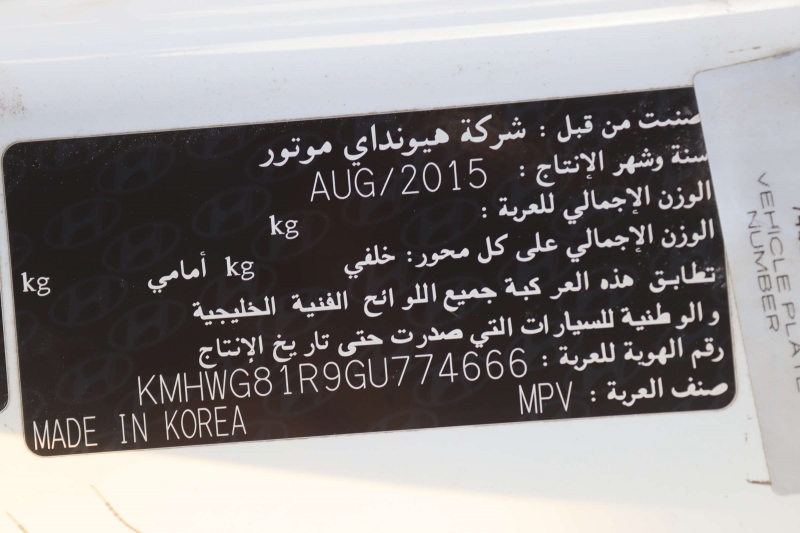 صنعت من قبل : شركة هيونداي موتور
سنة وشهر الإنتاج : AUG/2015
الوزن الإجمالي للعربة : kg
الوزن الإجمالي على كل محور: خلفي kg أمامي kg
تطابق هذه العركبة جميع اللوائح الفنية الخليجية
والوطنية للسيارات التي صدرت حتى تاريخ الإنتاج
رقم الهوية للعربة : KMHWG81R9GU774666
صنف العربة : MPV
MADE IN KOREA
VEHICLE PLATE
NUMBER